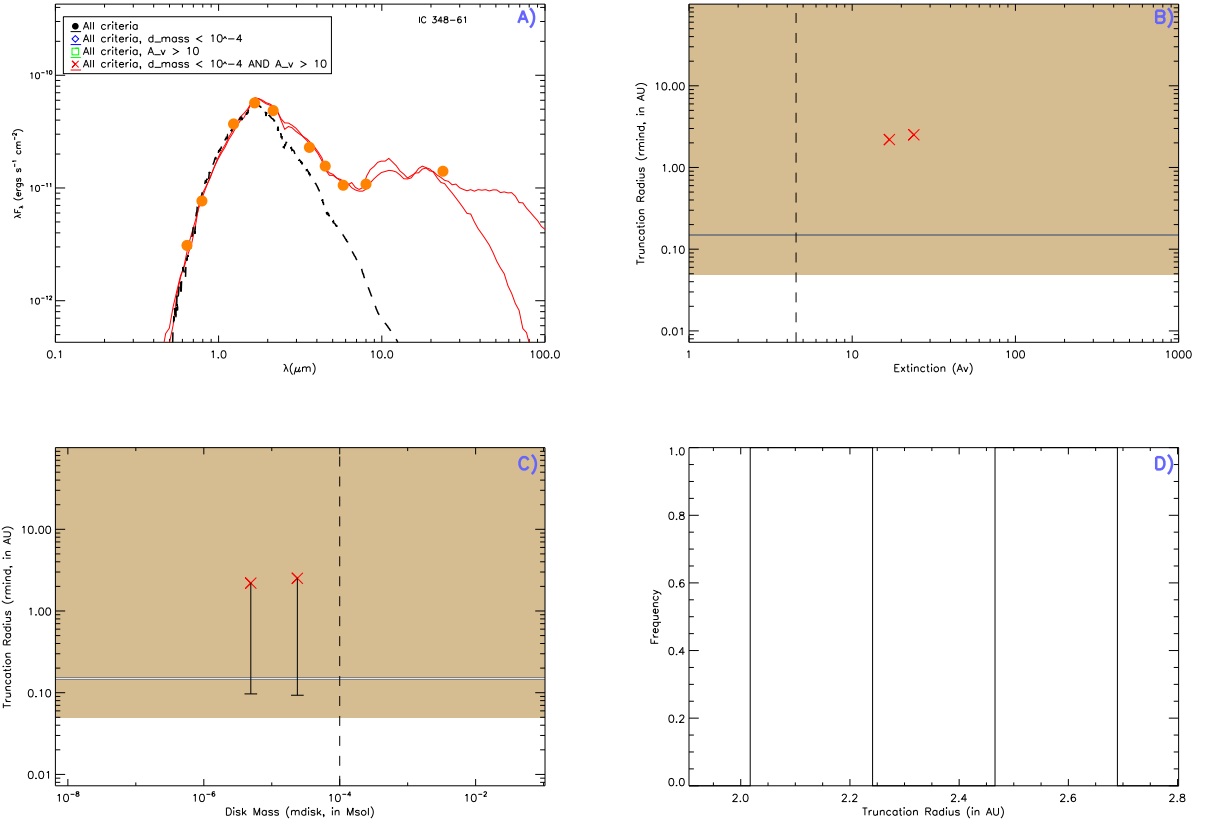 A)
IC 348-61
All criteria
All criteria, d_mass < 10^-4
All criteria, A_v > 10
All criteria, d_mass < 10^-4 AND A_v > 10
10⁻¹⁰
10⁻¹¹
10⁻¹²
λFλ (ergs s⁻¹ cm⁻²)
0.1 1.0 10.0 100.0
λ(μm)
B)
10.00
1.00
0.10
0.01
Truncation Radius (rmind, in AU)
1 10 100 1000
Extinction (Av)
C)
10.00
1.00
0.10
0.01
Truncation Radius (rmind, in AU)
10⁻⁸ 10⁻⁶ 10⁻⁴ 10⁻²
Disk Mass (mdisk, in Msol)
D)
1.0
0.8
0.6
0.4
0.2
0.0
Frequency
2.0 2.2 2.4 2.6 2.8
Truncation Radius (in AU)